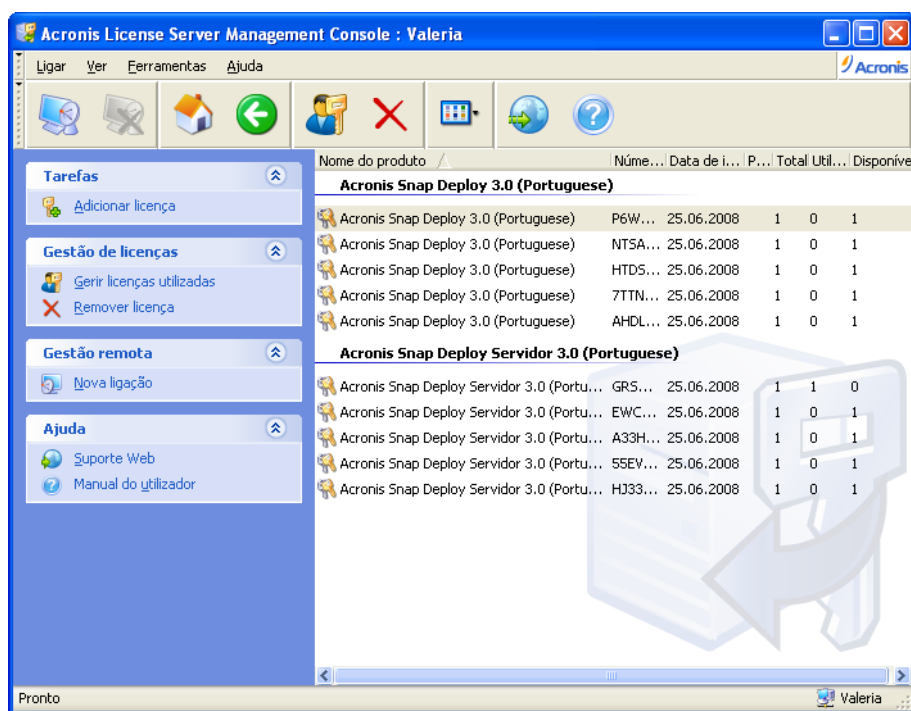 Acronis License Server Management Console : Valeria
Ligar Ver Ferramentas Ajuda
Acronis
Tarefas
Adicionar licença
Gestão de licenças
Gerir licenças utilizadas
Remover licença
Gestão remota
Nova ligação
Ajuda
Suporte Web
Manual do utilizador
Nome do produto Núme... Data de i... P... Total Util... Disponíve
Acronis Snap Deploy 3.0 (Portuguese)
Acronis Snap Deploy 3.0 (Portuguese) P6W... 25.06.2008 1 0 1
Acronis Snap Deploy 3.0 (Portuguese) NTSA... 25.06.2008 1 0 1
Acronis Snap Deploy 3.0 (Portuguese) HTDS... 25.06.2008 1 0 1
Acronis Snap Deploy 3.0 (Portuguese) 7TTN... 25.06.2008 1 0 1
Acronis Snap Deploy 3.0 (Portuguese) AHDL... 25.06.2008 1 0 1
Acronis Snap Deploy Servidor 3.0 (Portuguese)
Acronis Snap Deploy Servidor 3.0 (Portu... GRS... 25.06.2008 1 1 0
Acronis Snap Deploy Servidor 3.0 (Portu... EWC... 25.06.2008 1 0 1
Acronis Snap Deploy Servidor 3.0 (Portu... A33H... 25.06.2008 1 0 1
Acronis Snap Deploy Servidor 3.0 (Portu... 55EV... 25.06.2008 1 0 1
Acronis Snap Deploy Servidor 3.0 (Portu... HJ33... 25.06.2008 1 0 1
Pronto
Valeria